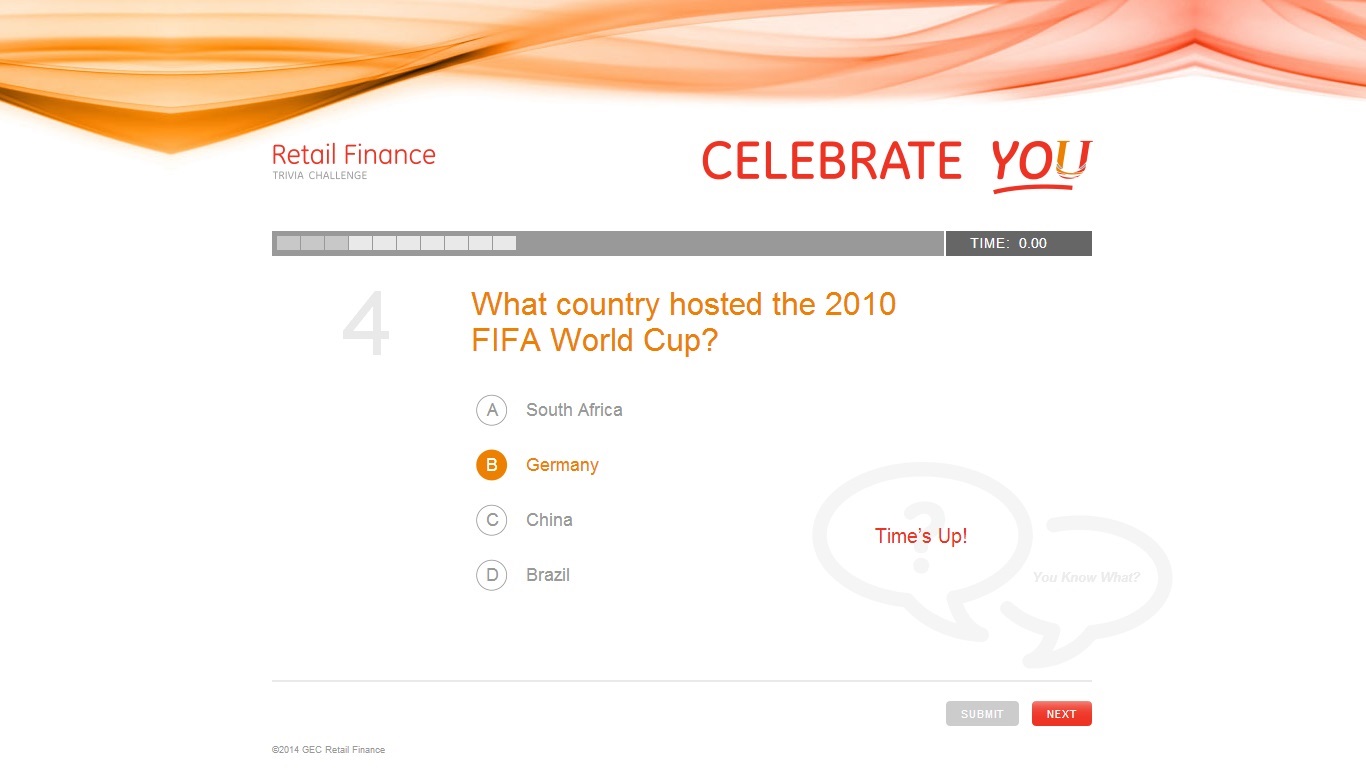 Retail Finance
TRIVIA CHALLENGE
CELEBRATE YOU
TIME: 0.00
4
What country hosted the 2010
FIFA World Cup?
A South Africa
B Germany
C China
D Brazil
?
Time's Up!
You Know What?
SUBMIT NEXT
©2014 GEC Retail Finance